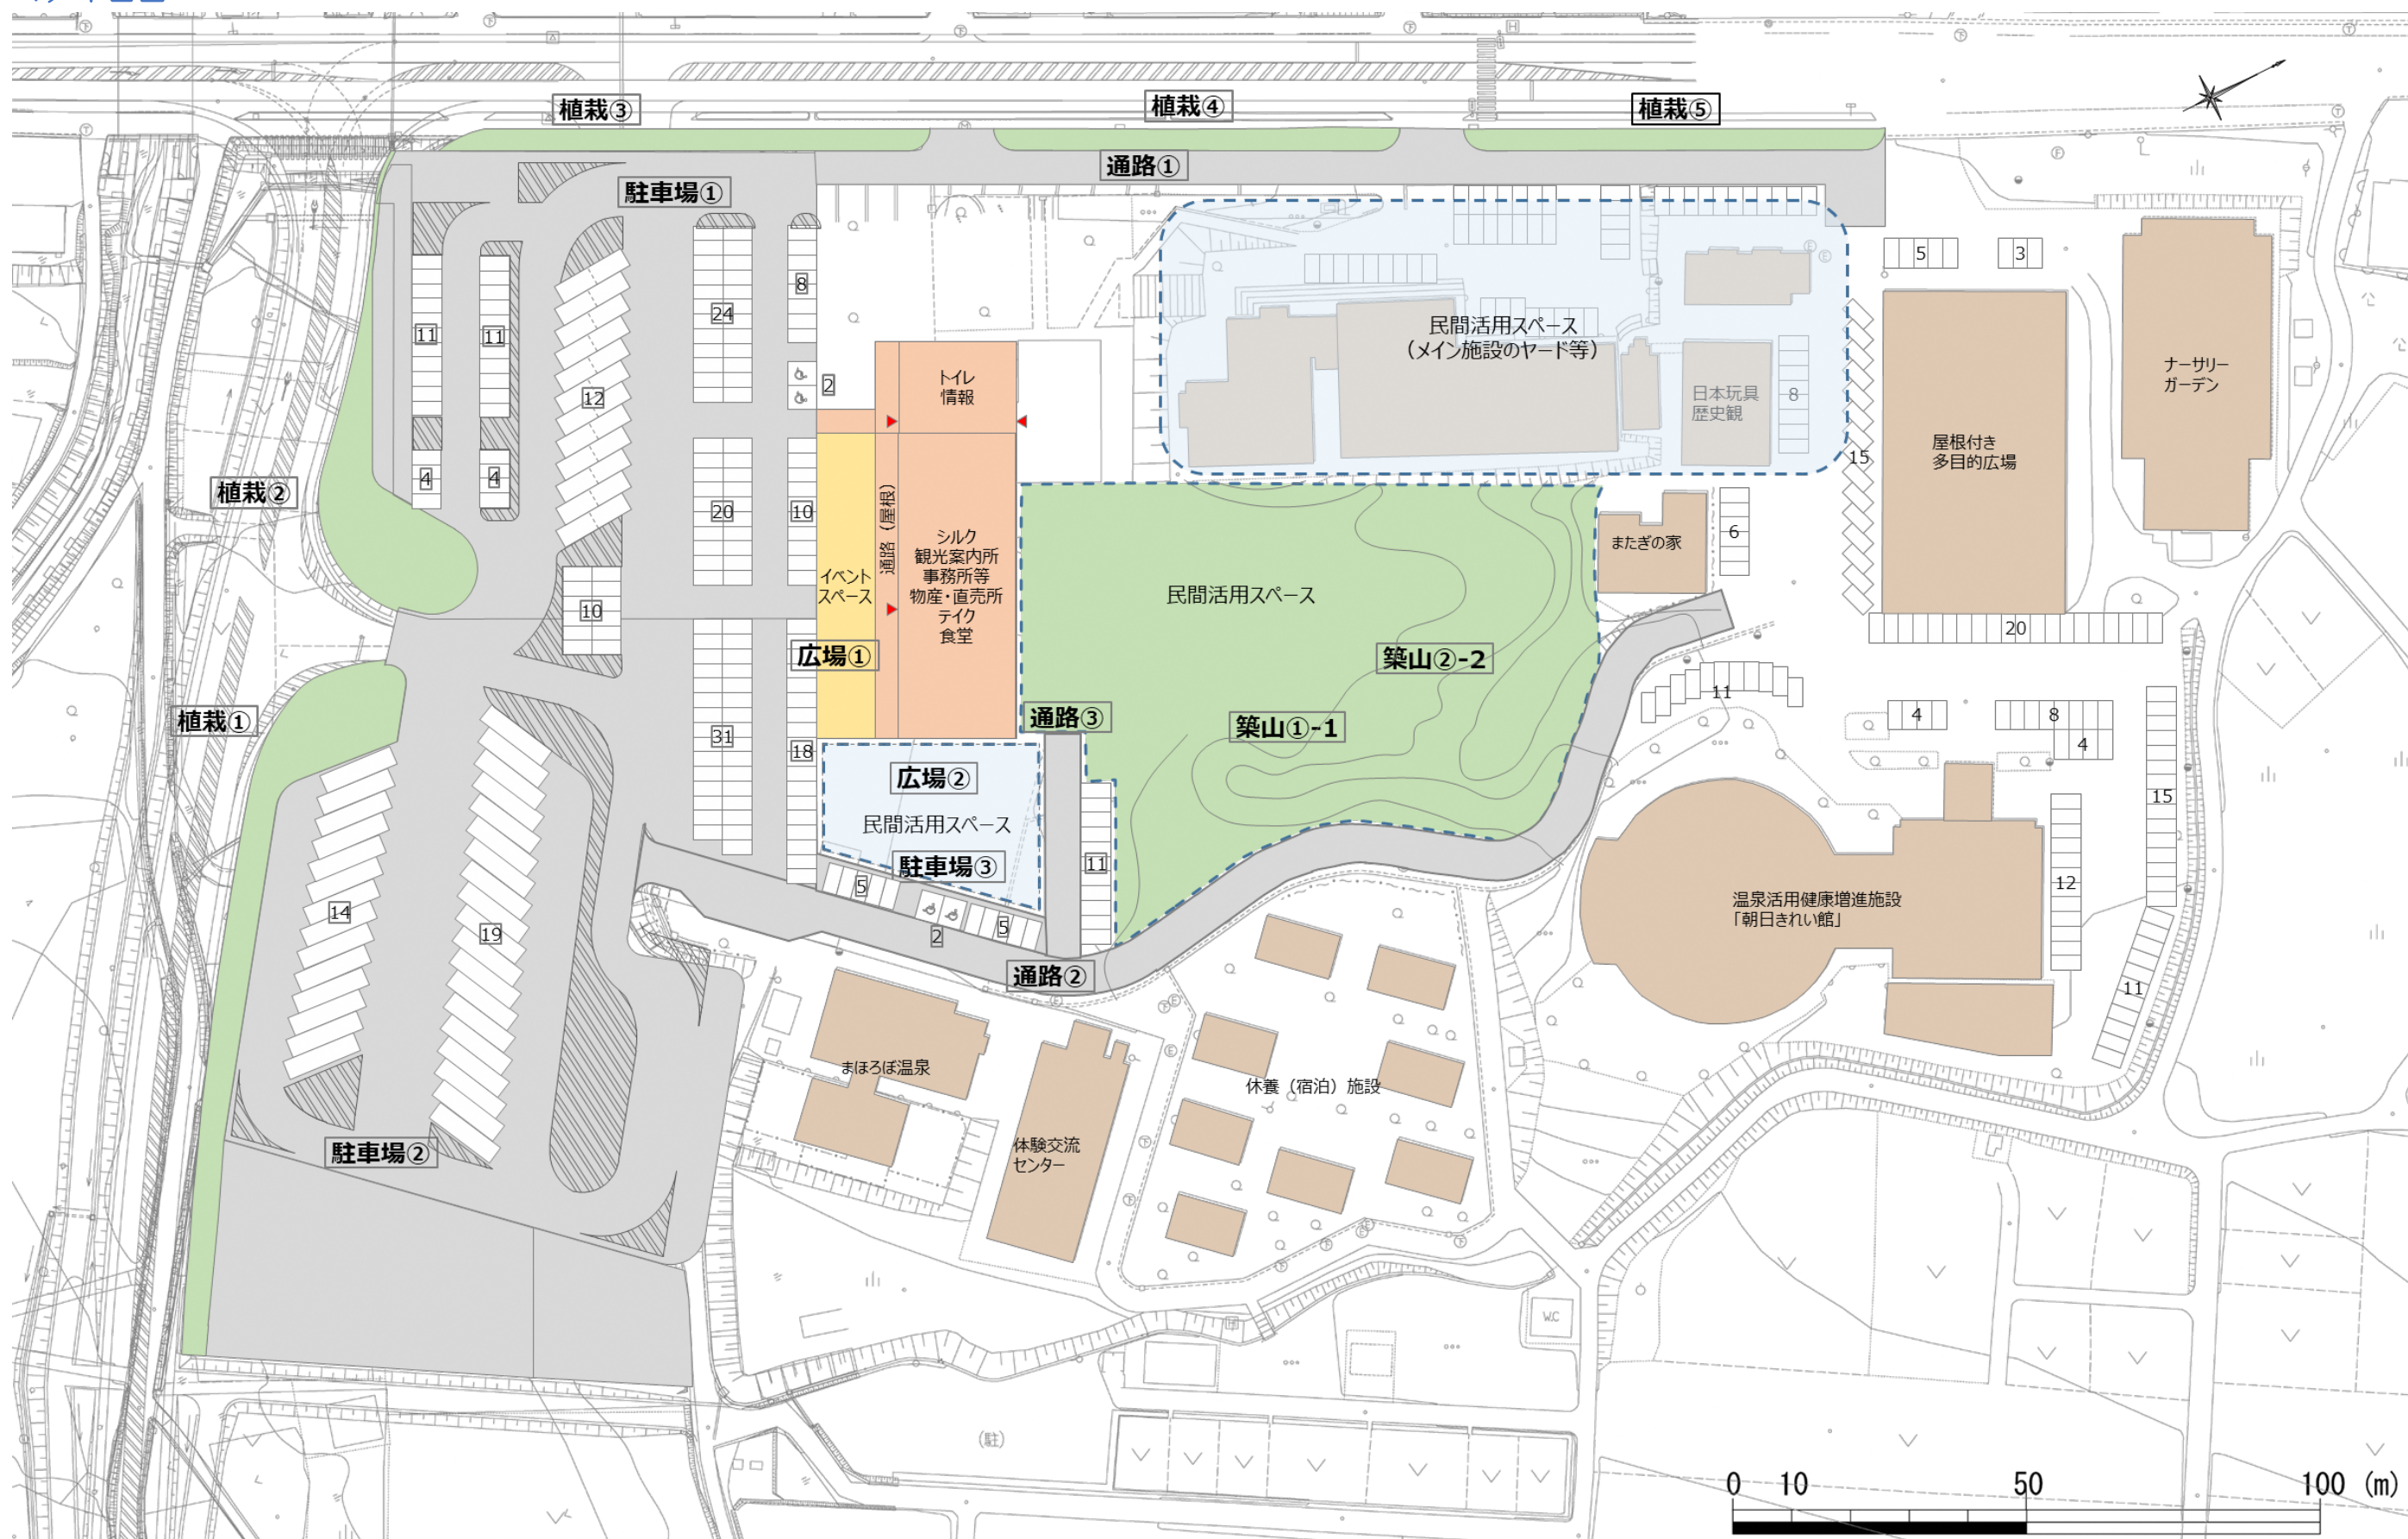 植栽③
植栽④
植栽⑤
通路①
駐車場①
8
24
11
11
12
2
トイレ
情報
民間活用スペース
（メイン施設のヤード等）
日本玩具
歴史観
8
5
3
ナーサリー
ガーデン
屋根付き
多目的広場
15
植栽②
4
4
20
10
通路（屋根）
イベント
スペース
シルク
観光案内所
事務所等
物産・直売所
テイク
食堂
民間活用スペース
またぎの家
6
10
20
広場①
築山②-2
11
植栽①
31
18
通路③
築山①-1
4
8
4
広場②
民間活用スペース
駐車場③
15
11
5
2
5
12
14
19
温泉活用健康増進施設
「朝日きれい館」
通路②
11
まほろぼ温泉
休養（宿泊）施設
駐車場②
体験交流
センター
W.C
(駐)
0 10 50 100 (m)